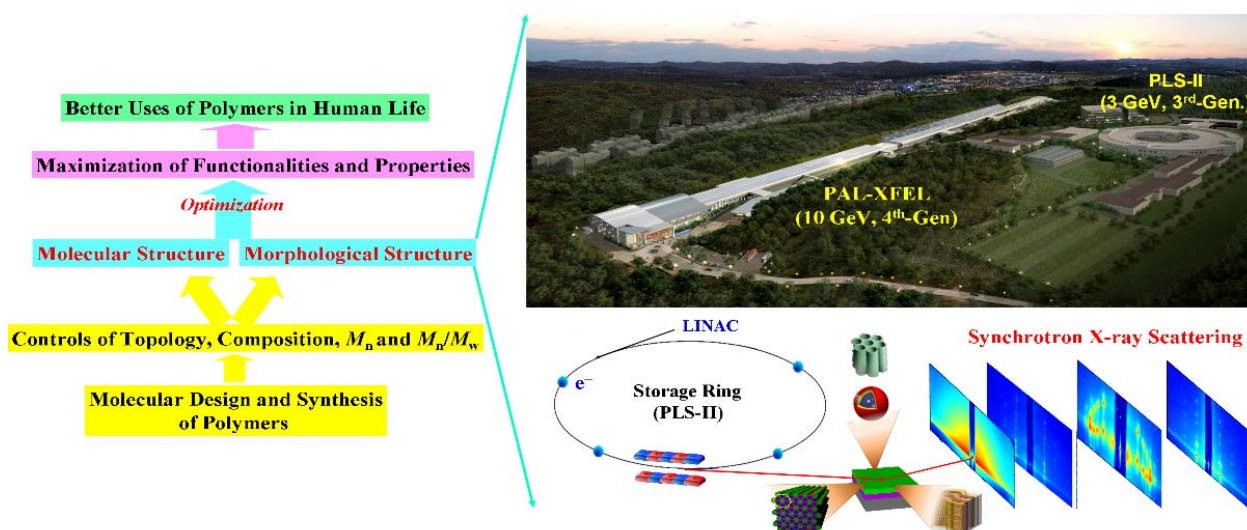 Better Uses of Polymers in Human Life
Maximization of Functionalities and Properties
Optimization
Molecular Structure
Morphological Structure
Controls of Topology, Composition, Mn and Mn/Mw
Molecular Design and Synthesis
of Polymers
PLS-II
(3 GeV, 3rd-Gen.)
PAL-XFEL
(10 GeV, 4th-Gen)
LINAC
e−
Storage Ring
(PLS-II)
Synchrotron X-ray Scattering